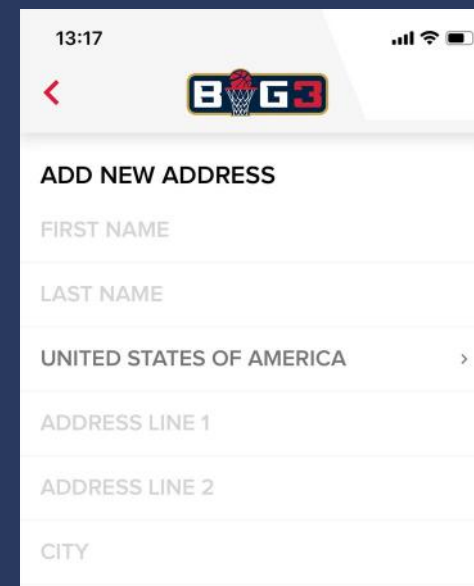 13:17
BIG3
ADD NEW ADDRESS
FIRST NAME
LAST NAME
UNITED STATES OF AMERICA
ADDRESS LINE 1
ADDRESS LINE 2
CITY